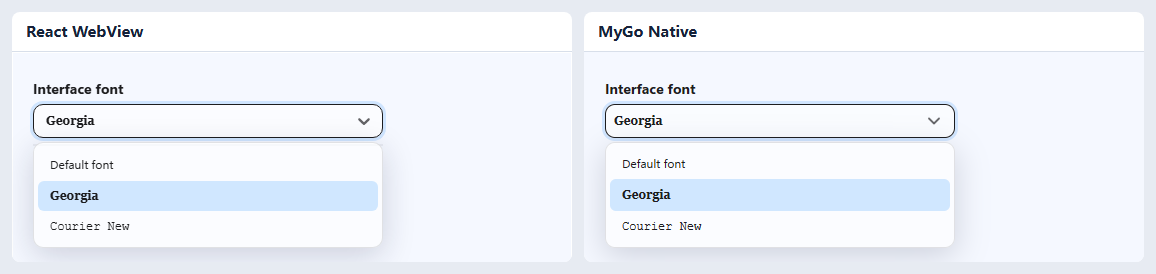 React WebView
Interface font
Georgia
Default font
Georgia
Courier New
MyGo Native
Interface font
Georgia
Default font
Georgia
Courier New